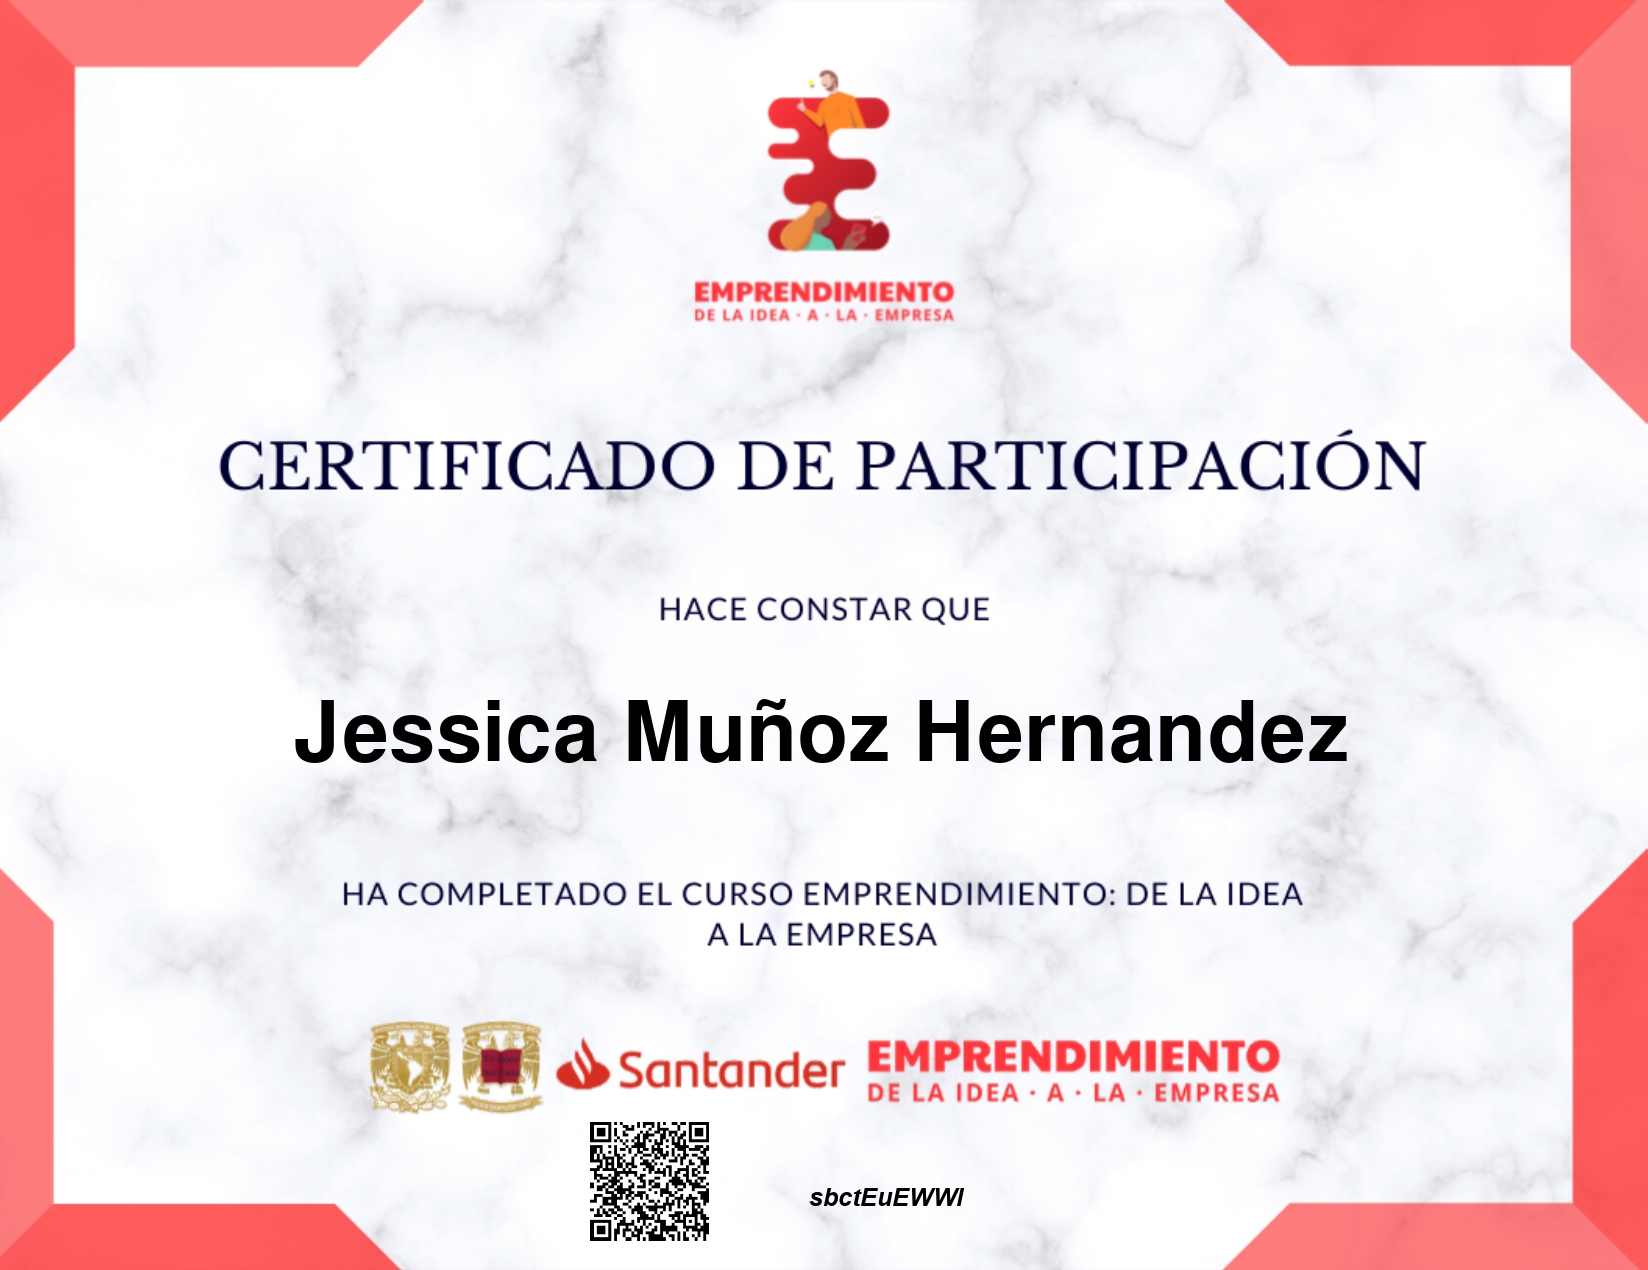 EMPRENDIMIENTO
DE LA IDEA · A · LA · EMPRESA
CERTIFICADO DE PARTICIPACIÓN
HACE CONSTAR QUE
Jessica Muñoz Hernandez
HA COMPLETADO EL CURSO EMPRENDIMIENTO: DE LA IDEA
A LA EMPRESA
Santander
EMPRENDIMIENTO
DE LA IDEA · A · LA · EMPRESA
sbctEuEWWl